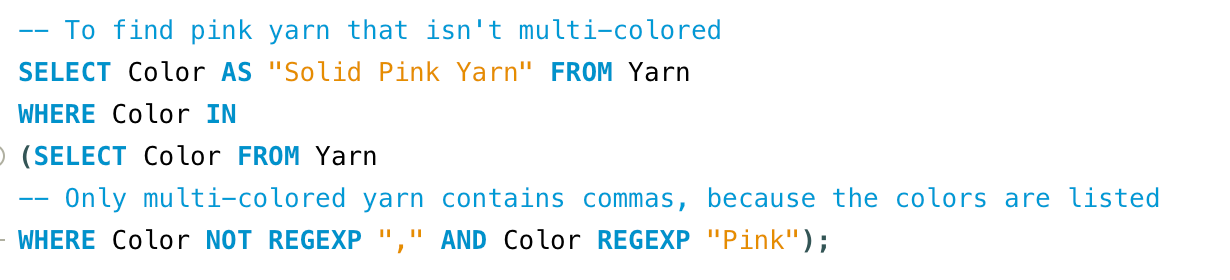 -- To find pink yarn that isn't multi-colored
SELECT Color AS "Solid Pink Yarn" FROM Yarn
WHERE Color IN
(SELECT Color FROM Yarn
-- Only multi-colored yarn contains commas, because the colors are listed
WHERE Color NOT REGEXP "," AND Color REGEXP "Pink");